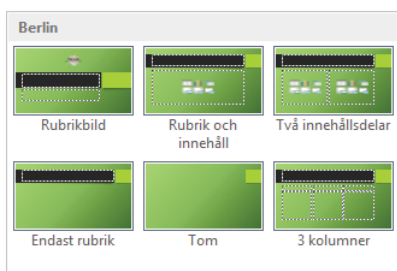 Berlin
Rubrikbild
Rubrik och
innehåll
Två innehållsdelar
Endast rubrik
Tom
3 kolumner